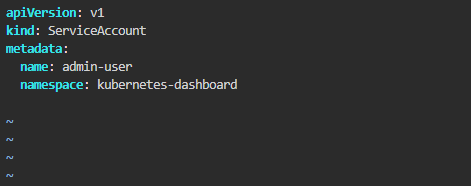 apiVersion: v1
kind: ServiceAccount
metadata:
  name: admin-user
  namespace: kubernetes-dashboard

~
~
~
~